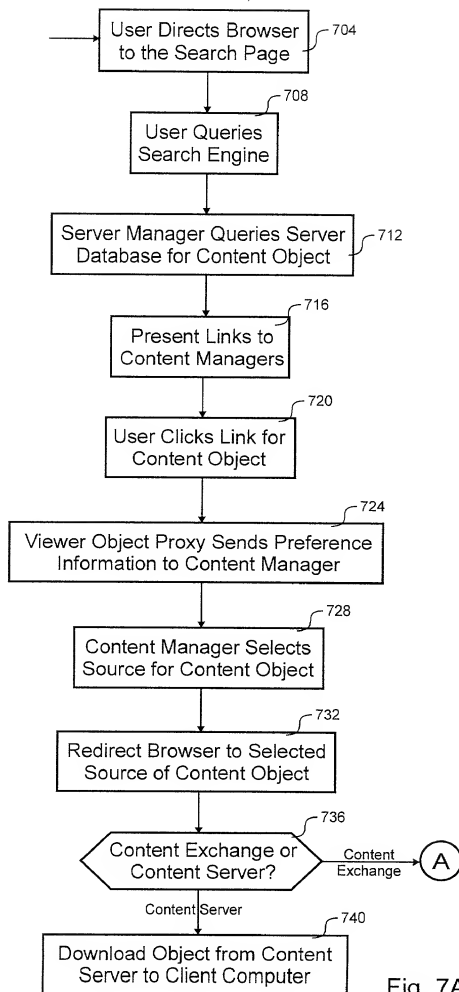 User Directs Browser
to the Search Page
704
708
User Queries
Search Engine
Server Manager Queries Server
Database for Content Object
712
716
Present Links to
Content Managers
720
User Clicks Link for
Content Object
724
Viewer Object Proxy Sends Preference
Information to Content Manager
728
Content Manager Selects
Source for Content Object
732
Redirect Browser to Selected
Source of Content Object
736
Content Exchange or
Content Server?
Content
Exchange
A
Content Server
740
Download Object from Content
Server to Client Computer
Fig. 7A